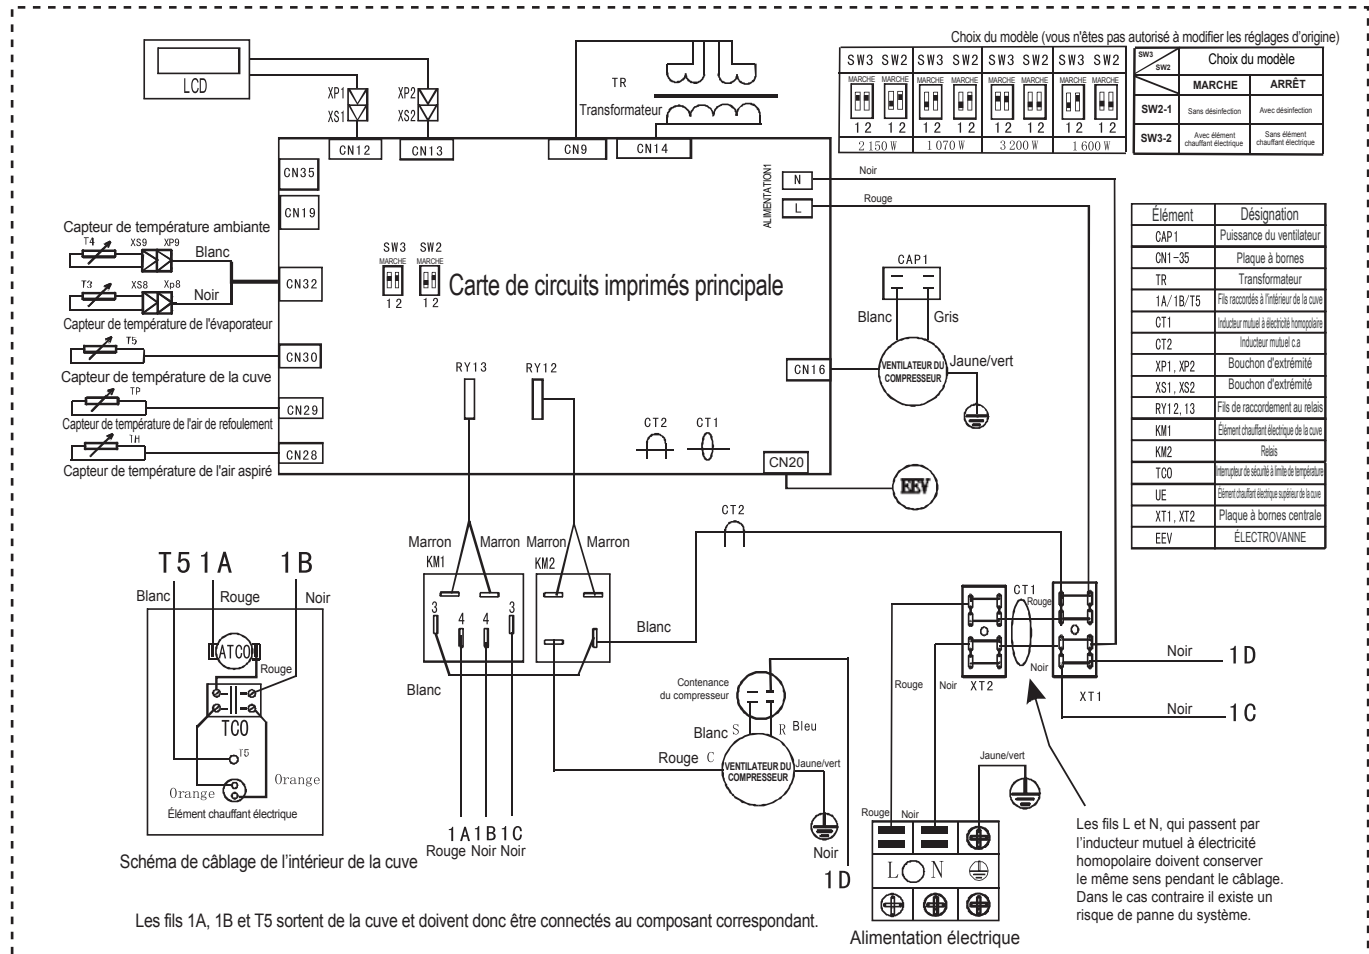 Choix du modèle (vous n'êtes pas autorisé à modifier les réglages d'origine)
LCD
XP1
XS1
XP2
XS2
TR
Transformateur
SW3 SW2 SW3 SW2 SW3 SW2 SW3 SW2
MARCHE MARCHE MARCHE MARCHE MARCHE MARCHE MARCHE MARCHE
1 2 1 2 1 2 1 2 1 2 1 2 1 2 1 2
2 150 W 1 070 W 3 200 W 1 600 W
SW3
SW2
Choix du modèle
MARCHE ARRÊT
SW2-1 Sans désinfection Avec désinfection
SW3-2 Avec élément chauffant électrique Sans élément chauffant électrique
CN12
CN13
CN9
CN14
CN35
CN19
CN32
CN30
CN29
CN28
ALIMENTATION1
N
L
Noir
Rouge
Capteur de température ambiante
T4 XS9 XP9
Blanc
T3 XS8 Xp8
Noir
Capteur de température de l'évaporateur
T5
Capteur de température de la cuve
TP
Capteur de température de l'air de refoulement
TH
Capteur de température de l'air aspiré
SW3 SW2
MARCHE MARCHE
1 2 1 2
Carte de circuits imprimés principale
RY13
RY12
CT2
CT1
CN16
CN20
CAP1
Blanc
Gris
VENTILATEUR DU
COMPRESSEUR
Jaune/vert
EEV
Élément Désignation
CAP1 Puissance du ventilateur
CN1-35 Plaque à bornes
TR Transformateur
1A/1B/T5 Fils raccordés à l'intérieur de la cuve
CT1 Inducteur mutuel à électricité homopolaire
CT2 Inducteur mutuel c.a
XP1, XP2 Bouchon d'extrémité
XS1, XS2 Bouchon d'extrémité
RY12, 13 Fils de raccordement au relais
KM1 Élément chauffant électrique de la cuve
KM2 Relais
TCO Interrupteur de sécurité à limite de température
UE Élément chauffant électrique supérieur de la cuve
XT1, XT2 Plaque à bornes centrale
EEV ÉLECTROVANNE
T5 1A 1B
Blanc
Rouge
Noir
ATCO
Rouge
TCO
T5
Orange
Orange
Élément chauffant électrique
Schéma de câblage de l'intérieur de la cuve
Marron Marron Marron Marron
KM1
KM2
3 4 4 3
Blanc
Blanc
CT2
1A 1B 1C
Rouge Noir Noir
Contenance
du compresseur
Blanc S R Bleu
Rouge C
VENTILATEUR DU
COMPRESSEUR
Jaune/vert
Noir
1D
CT1
Rouge
Noir
Rouge
Noir
XT2
XT1
Noir 1D
Noir 1C
Jaune/vert
Rouge Noir
L N
Alimentation électrique
Les fils L et N, qui passent par
l'inducteur mutuel à électricité
homopolaire doivent conserver
le même sens pendant le câblage.
Dans le cas contraire il existe un
risque de panne du système.
Les fils 1A, 1B et T5 sortent de la cuve et doivent donc être connectés au composant correspondant.